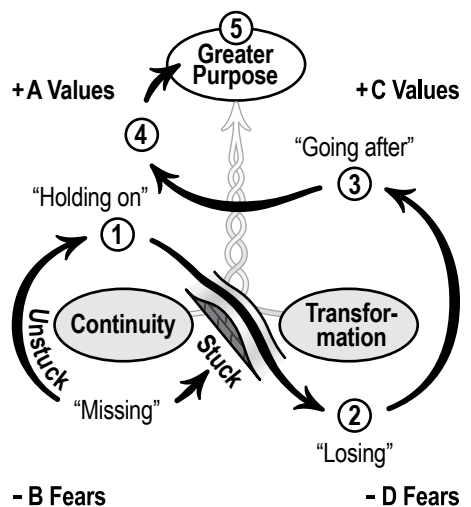 5
Greater
Purpose
+A Values
+C Values
4
“Going after”
3
“Holding on”
1
Unstuck
Continuity
Stuck
Transfor-
mation
“Missing”
2
“Losing”
– B Fears
– D Fears